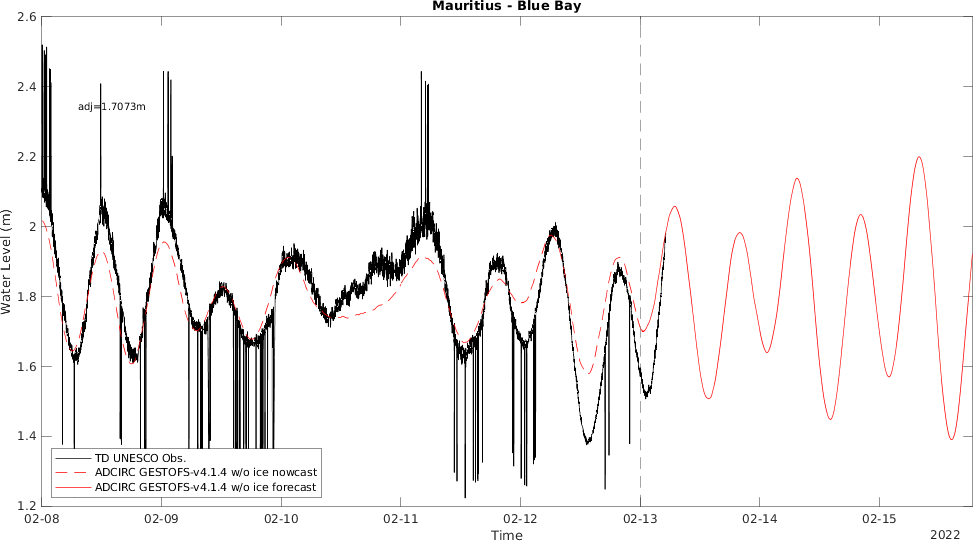 Mauritius - Blue Bay
2.6
2.4
adj=1.7073m
2.2
2
Water Level (m)
1.8
1.6
1.4
TD UNESCO Obs.
ADCIRC GESTOFS-v4.1.4 w/o ice nowcast
ADCIRC GESTOFS-v4.1.4 w/o ice forecast
1.2
02-08 02-09 02-10 02-11 02-12 02-13 02-14 02-15
Time
2022